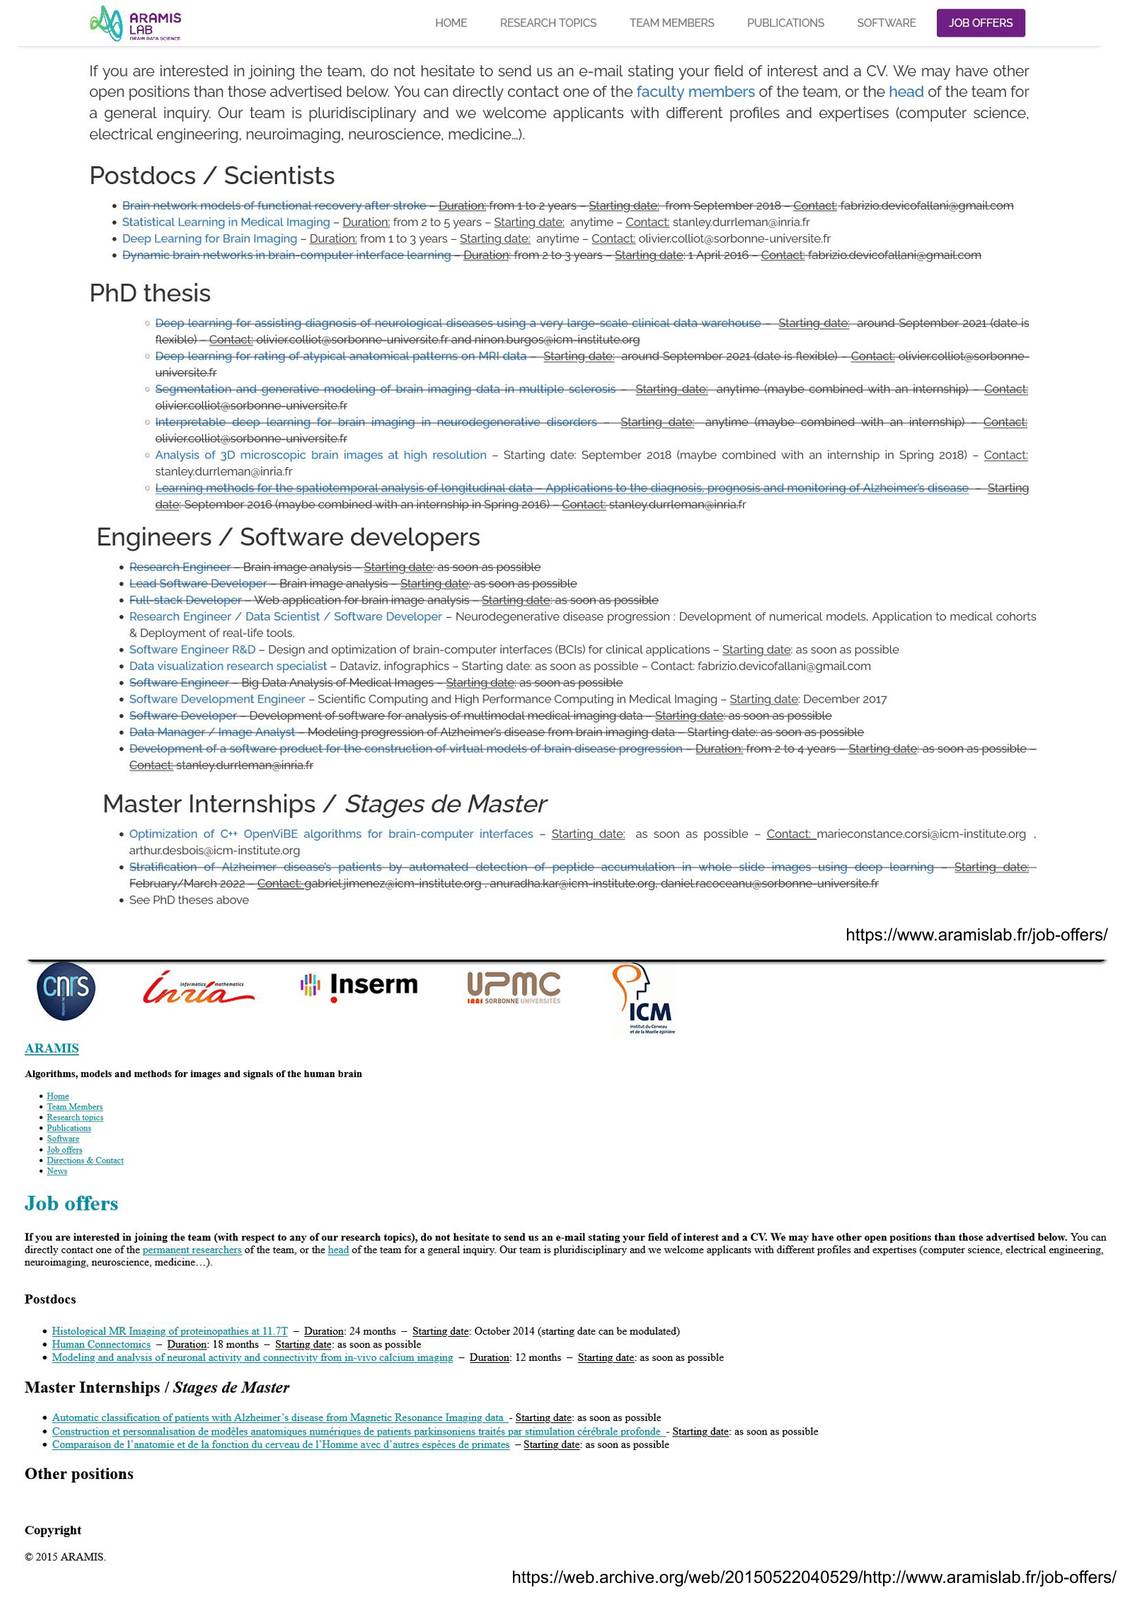 ARAMIS
LAB
BRAIN DATA SCIENCE
HOME RESEARCH TOPICS TEAM MEMBERS PUBLICATIONS SOFTWARE JOB OFFERS
If you are interested in joining the team, do not hesitate to send us an e-mail stating your field of interest and a CV. We may have other
open positions than those advertised below. You can directly contact one of the faculty members of the team, or the head of the team for
a general inquiry. Our team is pluridisciplinary and we welcome applicants with different profiles and expertises (computer science,
electrical engineering, neuroimaging, neuroscience, medicine…).
Postdocs / Scientists
• Brain network models of functional recovery after stroke – Duration: from 1 to 2 years – Starting date: from September 2018 – Contact: fabrizio.devicofallani@gmail.com
• Statistical Learning in Medical Imaging – Duration: from 2 to 5 years – Starting date: anytime – Contact: stanley.durrleman@inria.fr
• Deep Learning for Brain Imaging – Duration: from 1 to 3 years – Starting date: anytime – Contact: olivier.colliot@sorbonne-universite.fr
• Dynamic brain networks in brain-computer interface learning – Duration: from 2 to 3 years – Starting date: 1 April 2016 – Contact: fabrizio.devicofallani@gmail.com
PhD thesis
◦ Deep learning for assisting diagnosis of neurological diseases using a very large-scale clinical data warehouse – Starting date: around September 2021 (date is
flexible) – Contact: olivier.colliot@sorbonne-universite.fr and ninon.burgos@icm-institute.org
◦ Deep learning for rating of atypical anatomical patterns on MRI data – Starting date: around September 2021 (date is flexible) – Contact: olivier.colliot@sorbonne-
universite.fr
◦ Segmentation and generative modeling of brain imaging data in multiple sclerosis – Starting date: anytime (maybe combined with an internship) – Contact:
olivier.colliot@sorbonne-universite.fr
◦ Interpretable deep learning for brain imaging in neurodegenerative disorders – Starting date: anytime (maybe combined with an internship) – Contact:
olivier.colliot@sorbonne-universite.fr
◦ Analysis of 3D microscopic brain images at high resolution – Starting date: September 2018 (maybe combined with an internship in Spring 2018) – Contact:
stanley.durrleman@inria.fr
◦ Learning methods for the spatiotemporal analysis of longitudinal data – Applications to the diagnosis, prognosis and monitoring of Alzheimer's disease – Starting
date: September 2016 (maybe combined with an internship in Spring 2016) – Contact: stanley.durrleman@inria.fr
Engineers / Software developers
• Research Engineer – Brain image analysis – Starting date: as soon as possible
• Lead Software Developer – Brain image analysis – Starting date: as soon as possible
• Full-stack Developer – Web application for brain image analysis – Starting date: as soon as possible
• Research Engineer / Data Scientist / Software Developer – Neurodegenerative disease progression : Development of numerical models. Application to medical cohorts
& Deployment of real-life tools.
• Software Engineer R&D – Design and optimization of brain-computer interfaces (BCIs) for clinical applications – Starting date: as soon as possible
• Data visualization research specialist – Dataviz, infographics – Starting date: as soon as possible – Contact: fabrizio.devicofallani@gmail.com
• Software Engineer – Big Data Analysis of Medical Images – Starting date: as soon as possible
• Software Development Engineer – Scientific Computing and High Performance Computing in Medical Imaging – Starting date: December 2017
• Software Developer – Development of software for analysis of multimodal medical imaging data – Starting date: as soon as possible
• Data Manager / Image Analyst – Modeling progression of Alzheimer's disease from brain imaging data – Starting date: as soon as possible
• Development of a software product for the construction of virtual models of brain disease progression – Duration: from 2 to 4 years – Starting date: as soon as possible –
Contact: stanley.durrleman@inria.fr
Master Internships / Stages de Master
• Optimization of C++ OpenViBE algorithms for brain-computer interfaces – Starting date: as soon as possible – Contact: marieconstance.corsi@icm-institute.org ,
arthur.desbois@icm-institute.org
• Stratification of Alzheimer disease's patients by automated detection of peptide accumulation in whole slide images using deep learning – Starting date:
February/March 2022 – Contact: gabriel.jimenez@icm-institute.org , anuradha.kar@icm-institute.org, daniel.racoceanu@sorbonne-universite.fr
• See PhD theses above
https://www.aramislab.fr/job-offers/
cnrs
informatics mathematics
Inria
Inserm
UPMC
SORBONNE UNIVERSITÉS
ICM
Institut du Cerveau
et de la Moelle épinière
ARAMIS
Algorithms, models and methods for images and signals of the human brain
• Home
• Team Members
• Research topics
• Publications
• Software
• Job offers
• Directions & Contact
• News
Job offers
If you are interested in joining the team (with respect to any of our research topics), do not hesitate to send us an e-mail stating your field of interest and a CV. We may have other open positions than those advertised below. You can
directly contact one of the permanent researchers of the team, or the head of the team for a general inquiry. Our team is pluridisciplinary and we welcome applicants with different profiles and expertises (computer science, electrical engineering,
neuroimaging, neuroscience, medicine…).
Postdocs
• Histological MR Imaging of proteinopathies at 11.7T – Duration: 24 months – Starting date: October 2014 (starting date can be modulated)
• Human Connectomics – Duration: 18 months – Starting date: as soon as possible
• Modeling and analysis of neuronal activity and connectivity from in-vivo calcium imaging – Duration: 12 months – Starting date: as soon as possible
Master Internships / Stages de Master
• Automatic classification of patients with Alzheimer's disease from Magnetic Resonance Imaging data - Starting date: as soon as possible
• Construction et personnalisation de modèles anatomiques numériques de patients parkinsoniens traités par stimulation cérébrale profonde - Starting date: as soon as possible
• Comparaison de l'anatomie et de la fonction du cerveau de l'Homme avec d'autres espèces de primates – Starting date: as soon as possible
Other positions
Copyright
© 2015 ARAMIS.
https://web.archive.org/web/20150522040529/http://www.aramislab.fr/job-offers/